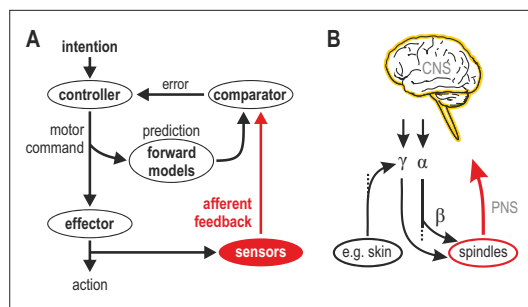 A
intention
controller
error
comparator
motor
command
prediction
forward
models
afferent
feedback
effector
sensors
action
B
CNS
γ α
β
PNS
e.g. skin
spindles